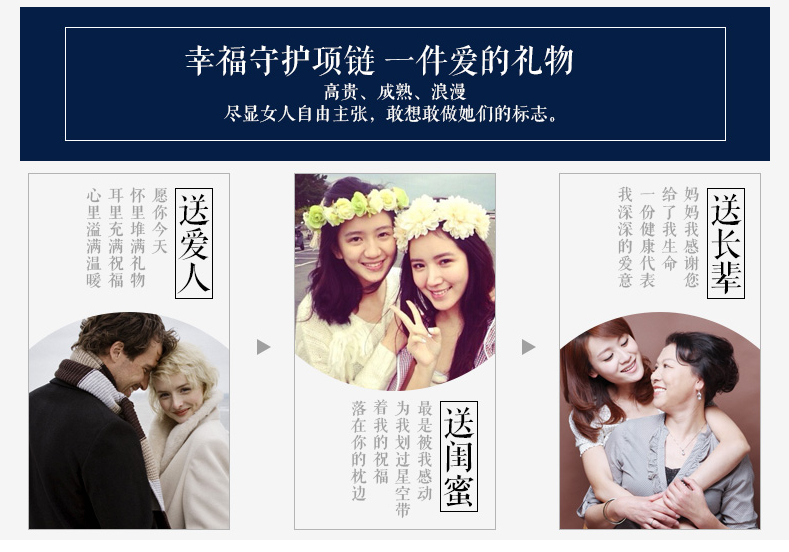 幸福守护项链 一件爱的礼物
高贵、成熟、浪漫
尽显女人自由主张，敢想敢做她们的标志。
送爱人
愿你今天
怀里堆满礼物
耳里充满祝福
心里溢满温暖
送闺蜜
最是被我感动
为我划过星空带
着我的祝福
落在你的枕边
送长辈
妈妈我感谢您
给了我生命
一份健康代表
我深深的爱意